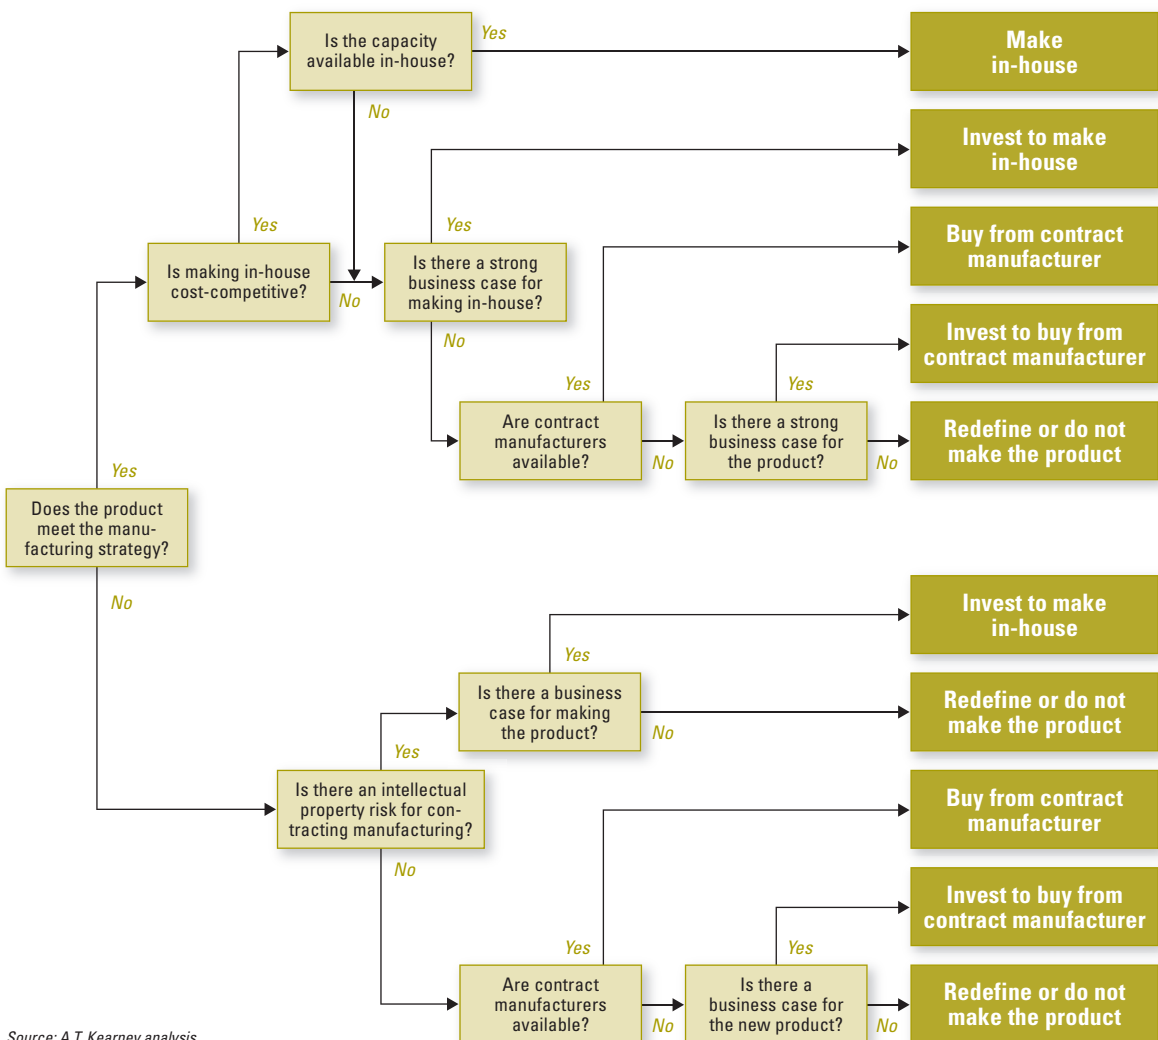 Is the capacity
available in-house?
Yes
Make
in-house
No
Invest to make
in-house
Yes
Yes
Buy from contract
manufacturer
Is making in-house
cost-competitive?
No
Is there a strong
business case for
making in-house?
No
Invest to buy from
contract manufacturer
Yes
Yes
Are contract
manufacturers
available?
No
Is there a strong
business case for
the product?
No
Redefine or do not
make the product
Yes
Does the product
meet the manu-
facturing strategy?
No
Invest to make
in-house
Yes
Is there a business
case for making
the product?
No
Redefine or do not
make the product
Yes
Is there an intellectual
property risk for con-
tracting manufacturing?
No
Buy from contract
manufacturer
Invest to buy from
contract manufacturer
Yes
Yes
Are contract
manufacturers
available?
No
Is there a
business case for
the new product?
No
Redefine or do not
make the product
Source: A.T. Kearney analysis